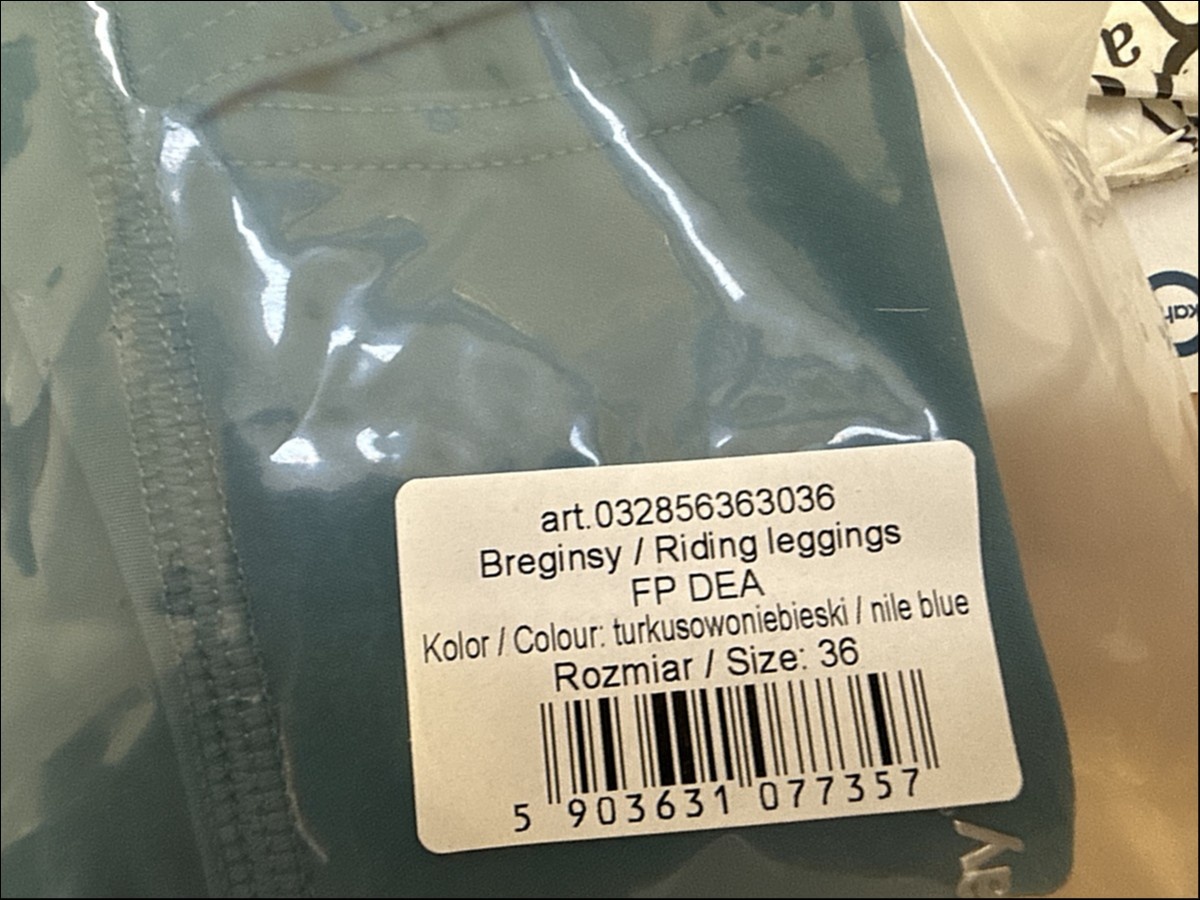 art.032856363036
Breginsy / Riding leggings
FP DEA
Kolor / Colour: turkusowoniebieski / nile blue
Rozmiar / Size: 36
5 903631 077357